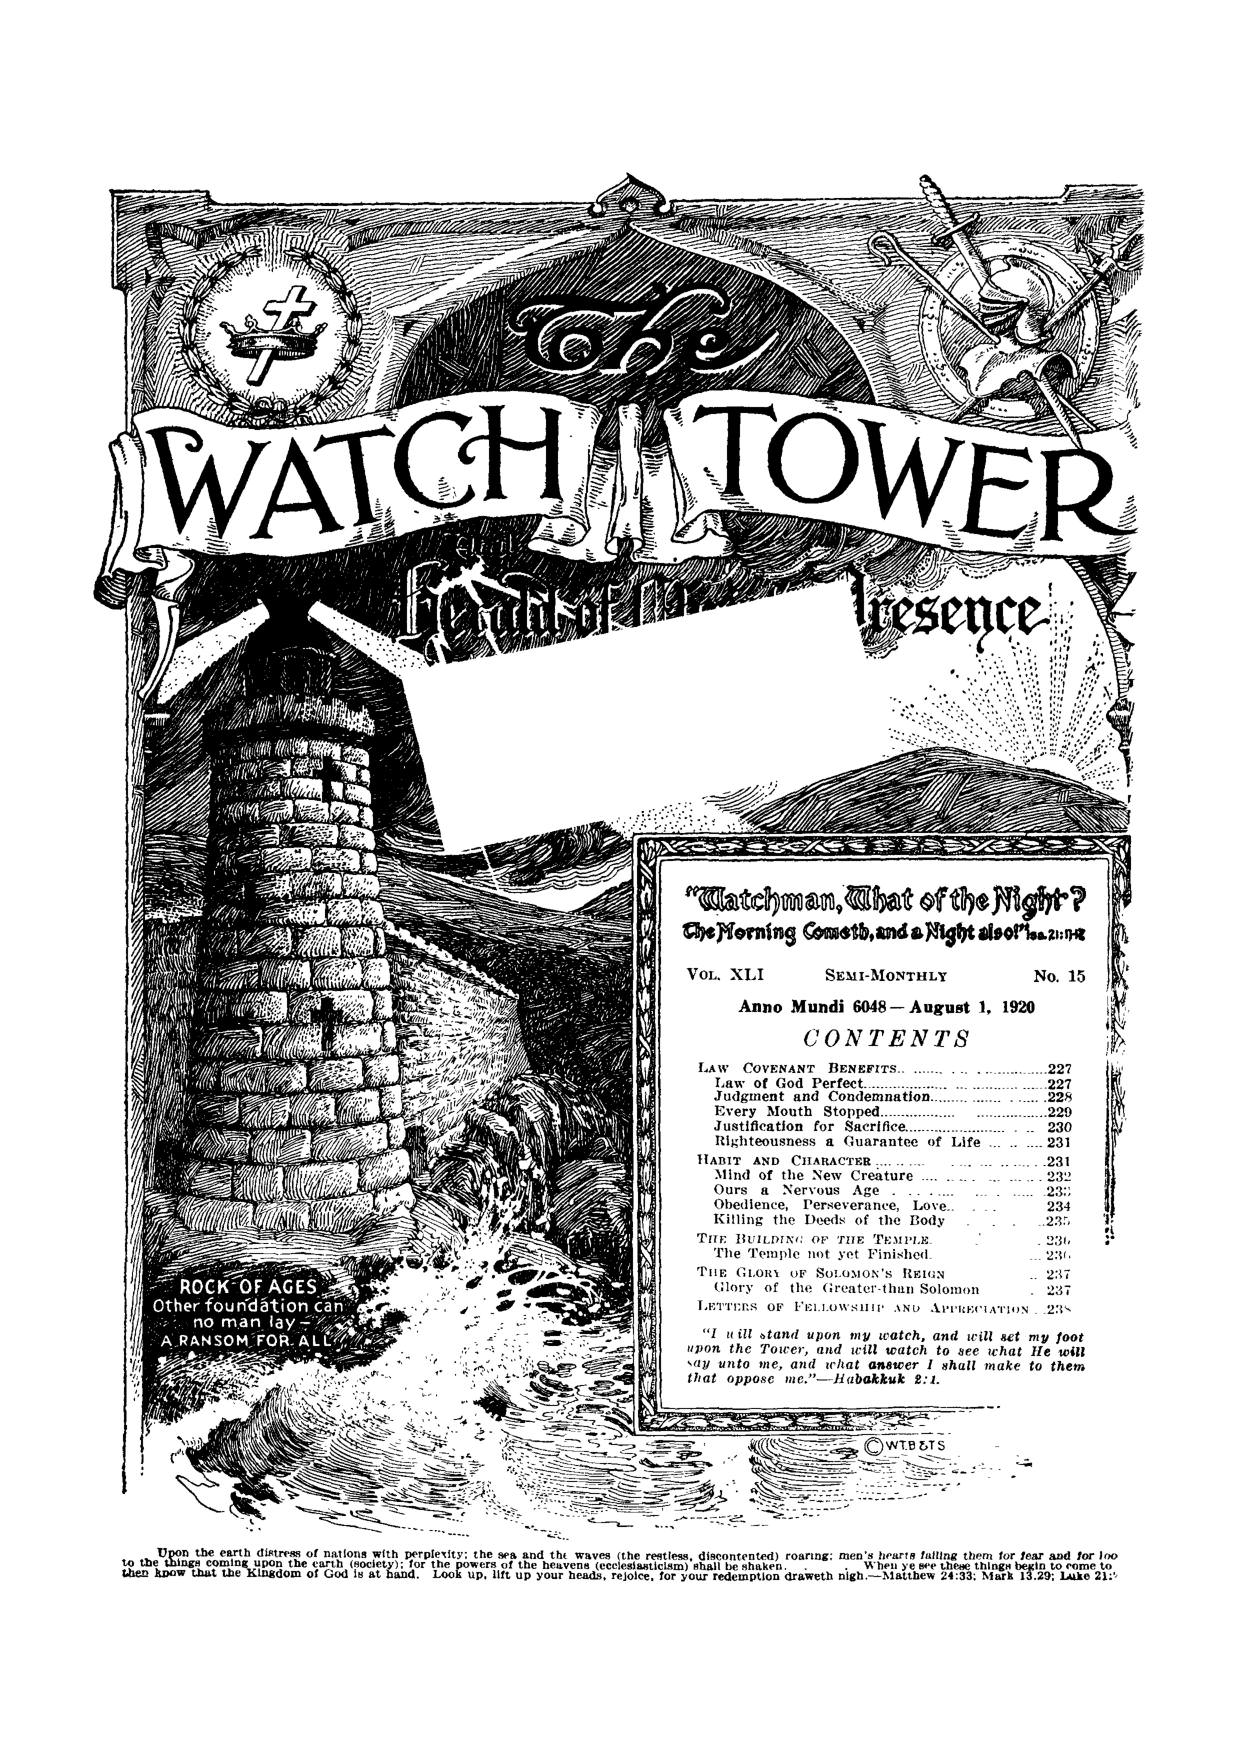 The
WATCH TOWER
and
Herald of Presence
"Watchman, What of the Night?
The Morning Cometh, and a Night also!" Isa. 21:11-12
VOL. XLI SEMI-MONTHLY No. 15
Anno Mundi 6048—August 1, 1920
CONTENTS
LAW COVENANT BENEFITS 227
Law of God Perfect 227
Judgment and Condemnation 228
Every Mouth Stopped 229
Justification for Sacrifice 230
Righteousness a Guarantee of Life 231
HABIT AND CHARACTER 231
Mind of the New Creature 232
Ours a Nervous Age 233
Obedience, Perseverance, Love 234
Killing the Deeds of the Body 235
THE BUILDING OF THE TEMPLE 236
The Temple not yet Finished 236
THE GLORY OF SOLOMON'S REIGN 237
Glory of the Greater-than Solomon 237
LETTERS OF FELLOWSHIP AND APPRECIATION 238
"I will stand upon my watch, and will set my foot
upon the Tower, and will watch to see what He will
say unto me, and what answer I shall make to them
that oppose me."—Habakkuk 2:1.
ROCK OF AGES
Other foundation can
no man lay—
A RANSOM FOR ALL
©W.T.B.&T.S
Upon the earth distress of nations with perplexity; the sea and the waves (the restless, discontented) roaring; men's hearts failing them for fear and for loo
to the things coming upon the earth (society); for the powers of the heavens (ecclesiasticism) shall be shaken. . . . When ye see these things begin to come to
then know that the Kingdom of God is at hand. Look up, lift up your heads, rejoice, for your redemption draweth nigh.—Matthew 24:33; Mark 13:29; Luke 21: